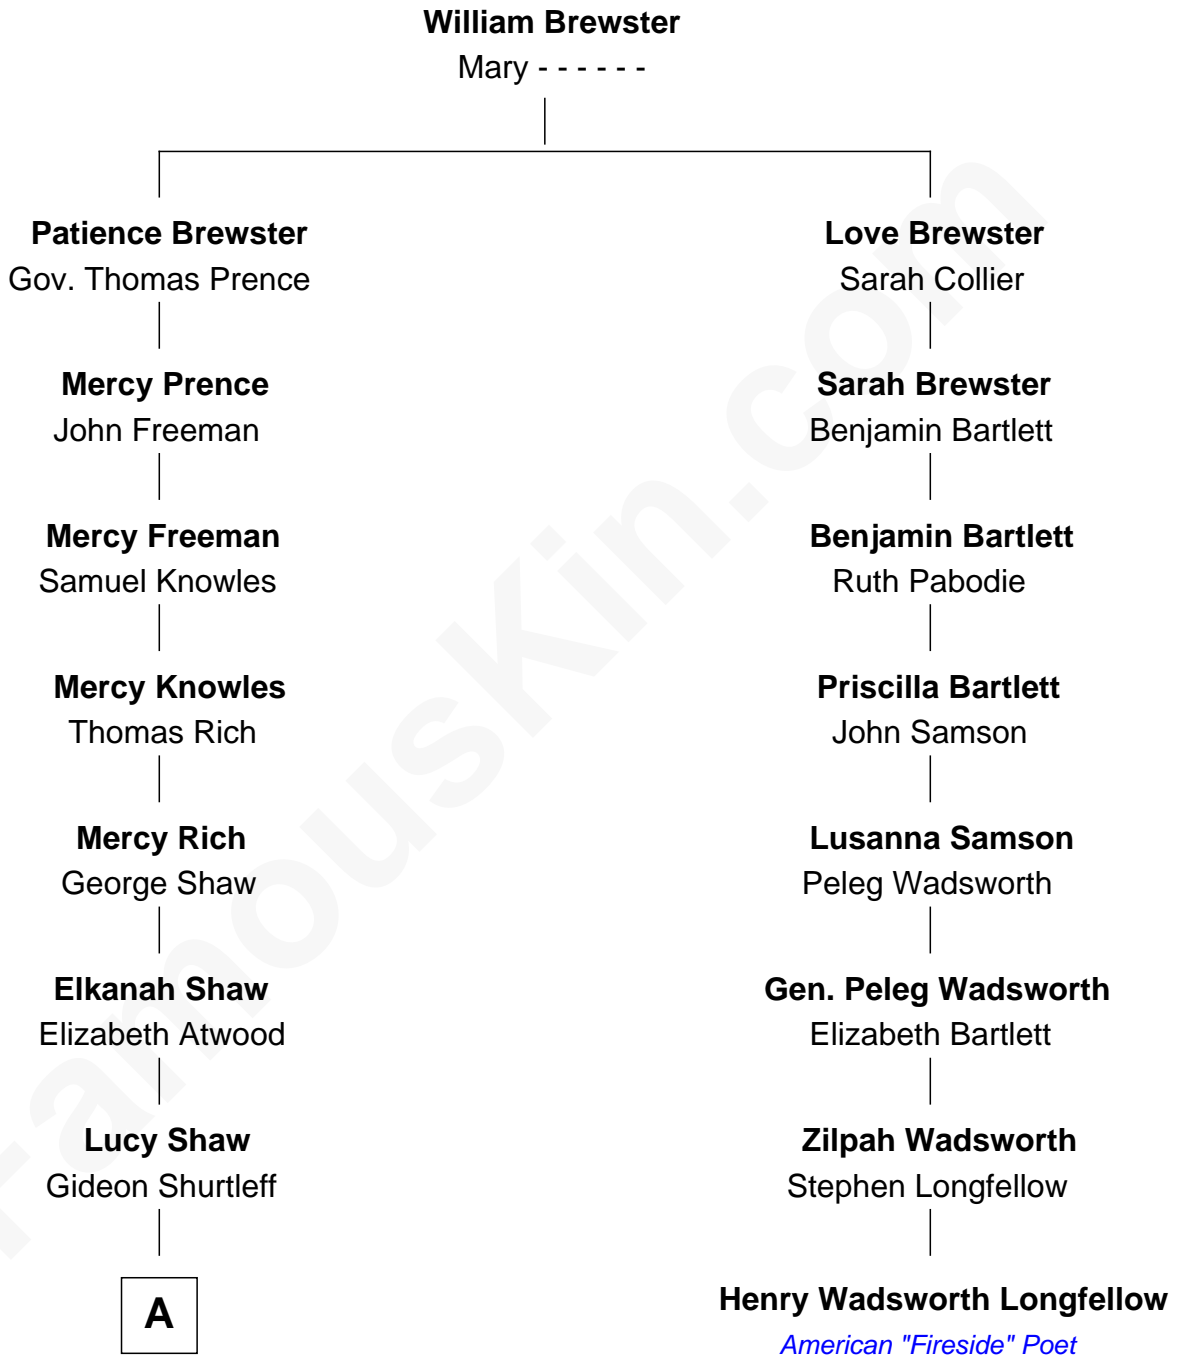 William Brewster
Mary - - - - - -
Patience Brewster
Gov. Thomas Prence
Love Brewster
Sarah Collier
Mercy Prence
John Freeman
Sarah Brewster
Benjamin Bartlett
Mercy Freeman
Samuel Knowles
Benjamin Bartlett
Ruth Pabodie
Mercy Knowles
Thomas Rich
Priscilla Bartlett
John Samson
Mercy Rich
George Shaw
Lusanna Samson
Peleg Wadsworth
Elkanah Shaw
Elizabeth Atwood
Gen. Peleg Wadsworth
Elizabeth Bartlett
Lucy Shaw
Gideon Shurtleff
Zilpah Wadsworth
Stephen Longfellow
A
Henry Wadsworth Longfellow
American "Fireside" Poet
FamousKin.com